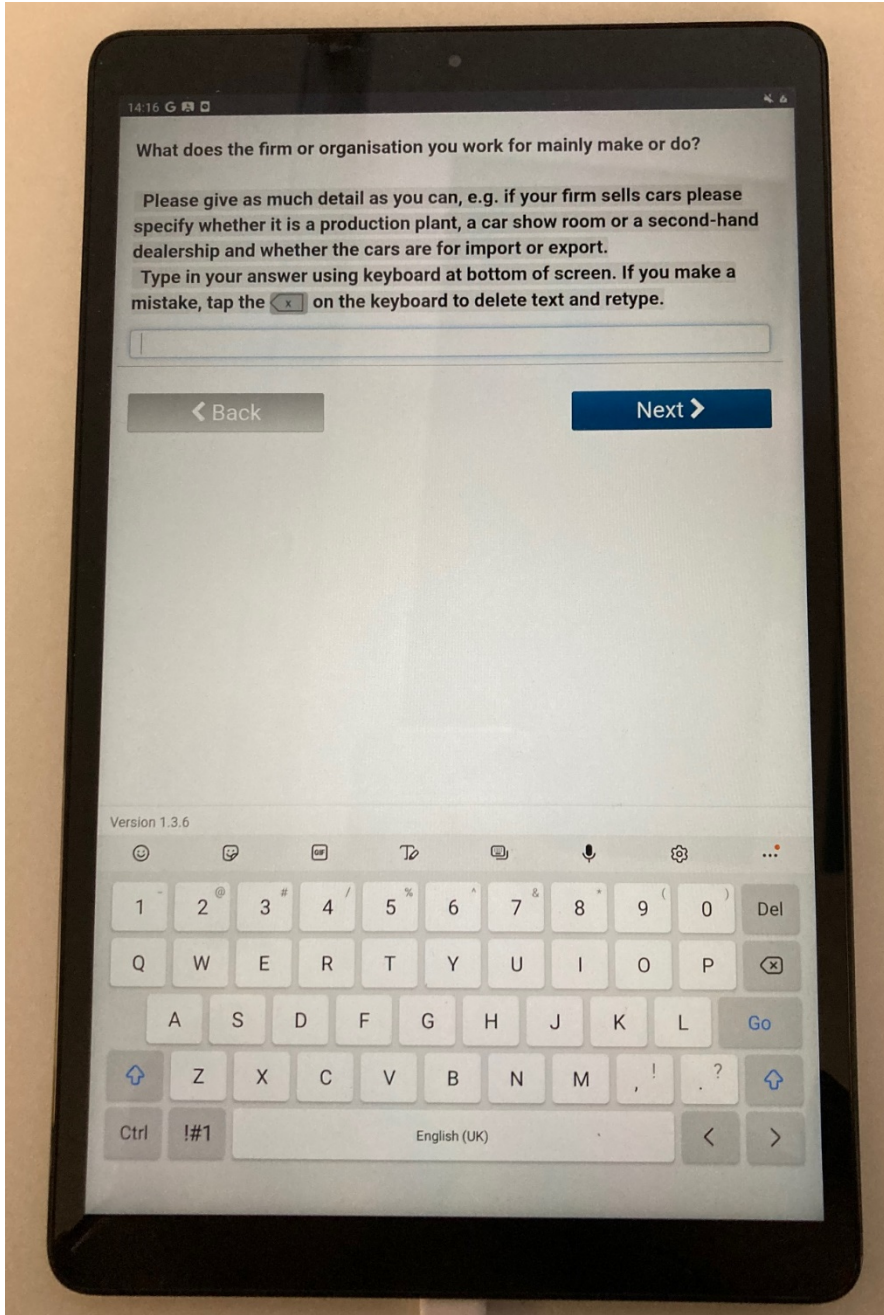 14:16 G
What does the firm or organisation you work for mainly make or do?
Please give as much detail as you can, e.g. if your firm sells cars please
specify whether it is a production plant, a car show room or a second-hand
dealership and whether the cars are for import or export.
Type in your answer using keyboard at bottom of screen. If you make a
mistake, tap the x on the keyboard to delete text and retype.
Back Next
Version 1.3.6
GIF T ...
- @ # / % ^ & * ( )
1 2 3 4 5 6 7 8 9 0 Del
Q W E R T Y U I O P
A S D F G H J K L Go
Z X C V B N M , ! . ?
Ctrl !#1 English (UK) < >